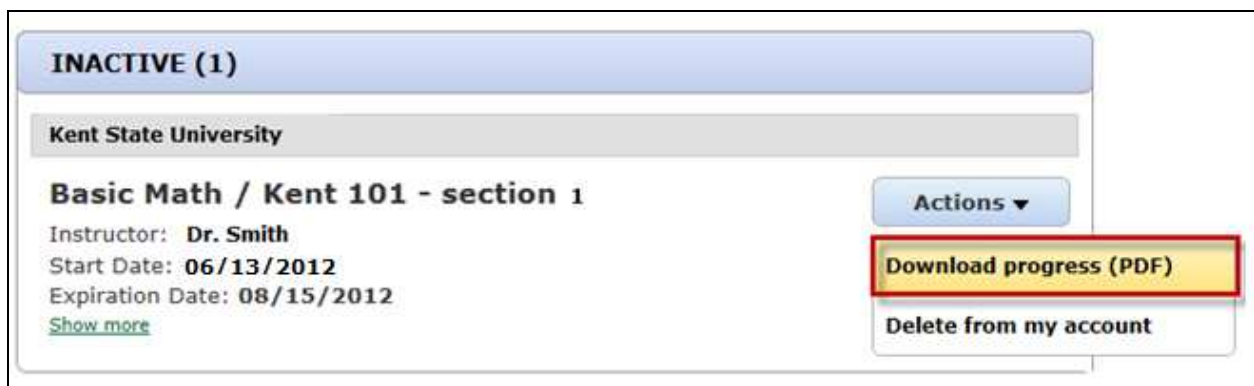 INACTIVE (1)
Kent State University
Basic Math / Kent 101 - section 1
Actions
Instructor: Dr. Smith
Start Date: 06/13/2012
Download progress (PDF)
Expiration Date: 08/15/2012
Show more
Delete from my account